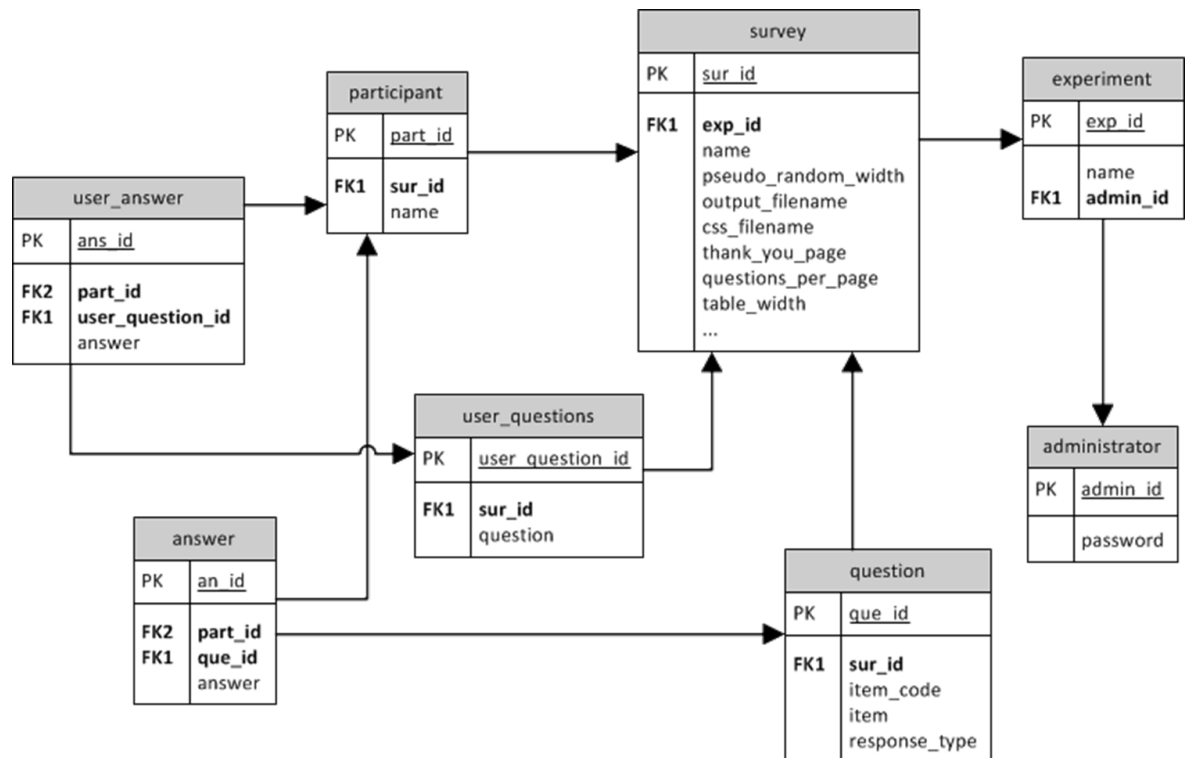 survey
PK sur_id
FK1 exp_id
name
pseudo_random_width
output_filename
css_filename
thank_you_page
questions_per_page
table_width
...
experiment
PK exp_id
name
FK1 admin_id
participant
PK part_id
FK1 sur_id
name
user_answer
PK ans_id
FK2 part_id
FK1 user_question_id
answer
user_questions
PK user_question_id
FK1 sur_id
question
administrator
PK admin_id
password
answer
PK an_id
FK2 part_id
FK1 que_id
answer
question
PK que_id
FK1 sur_id
item_code
item
response_type